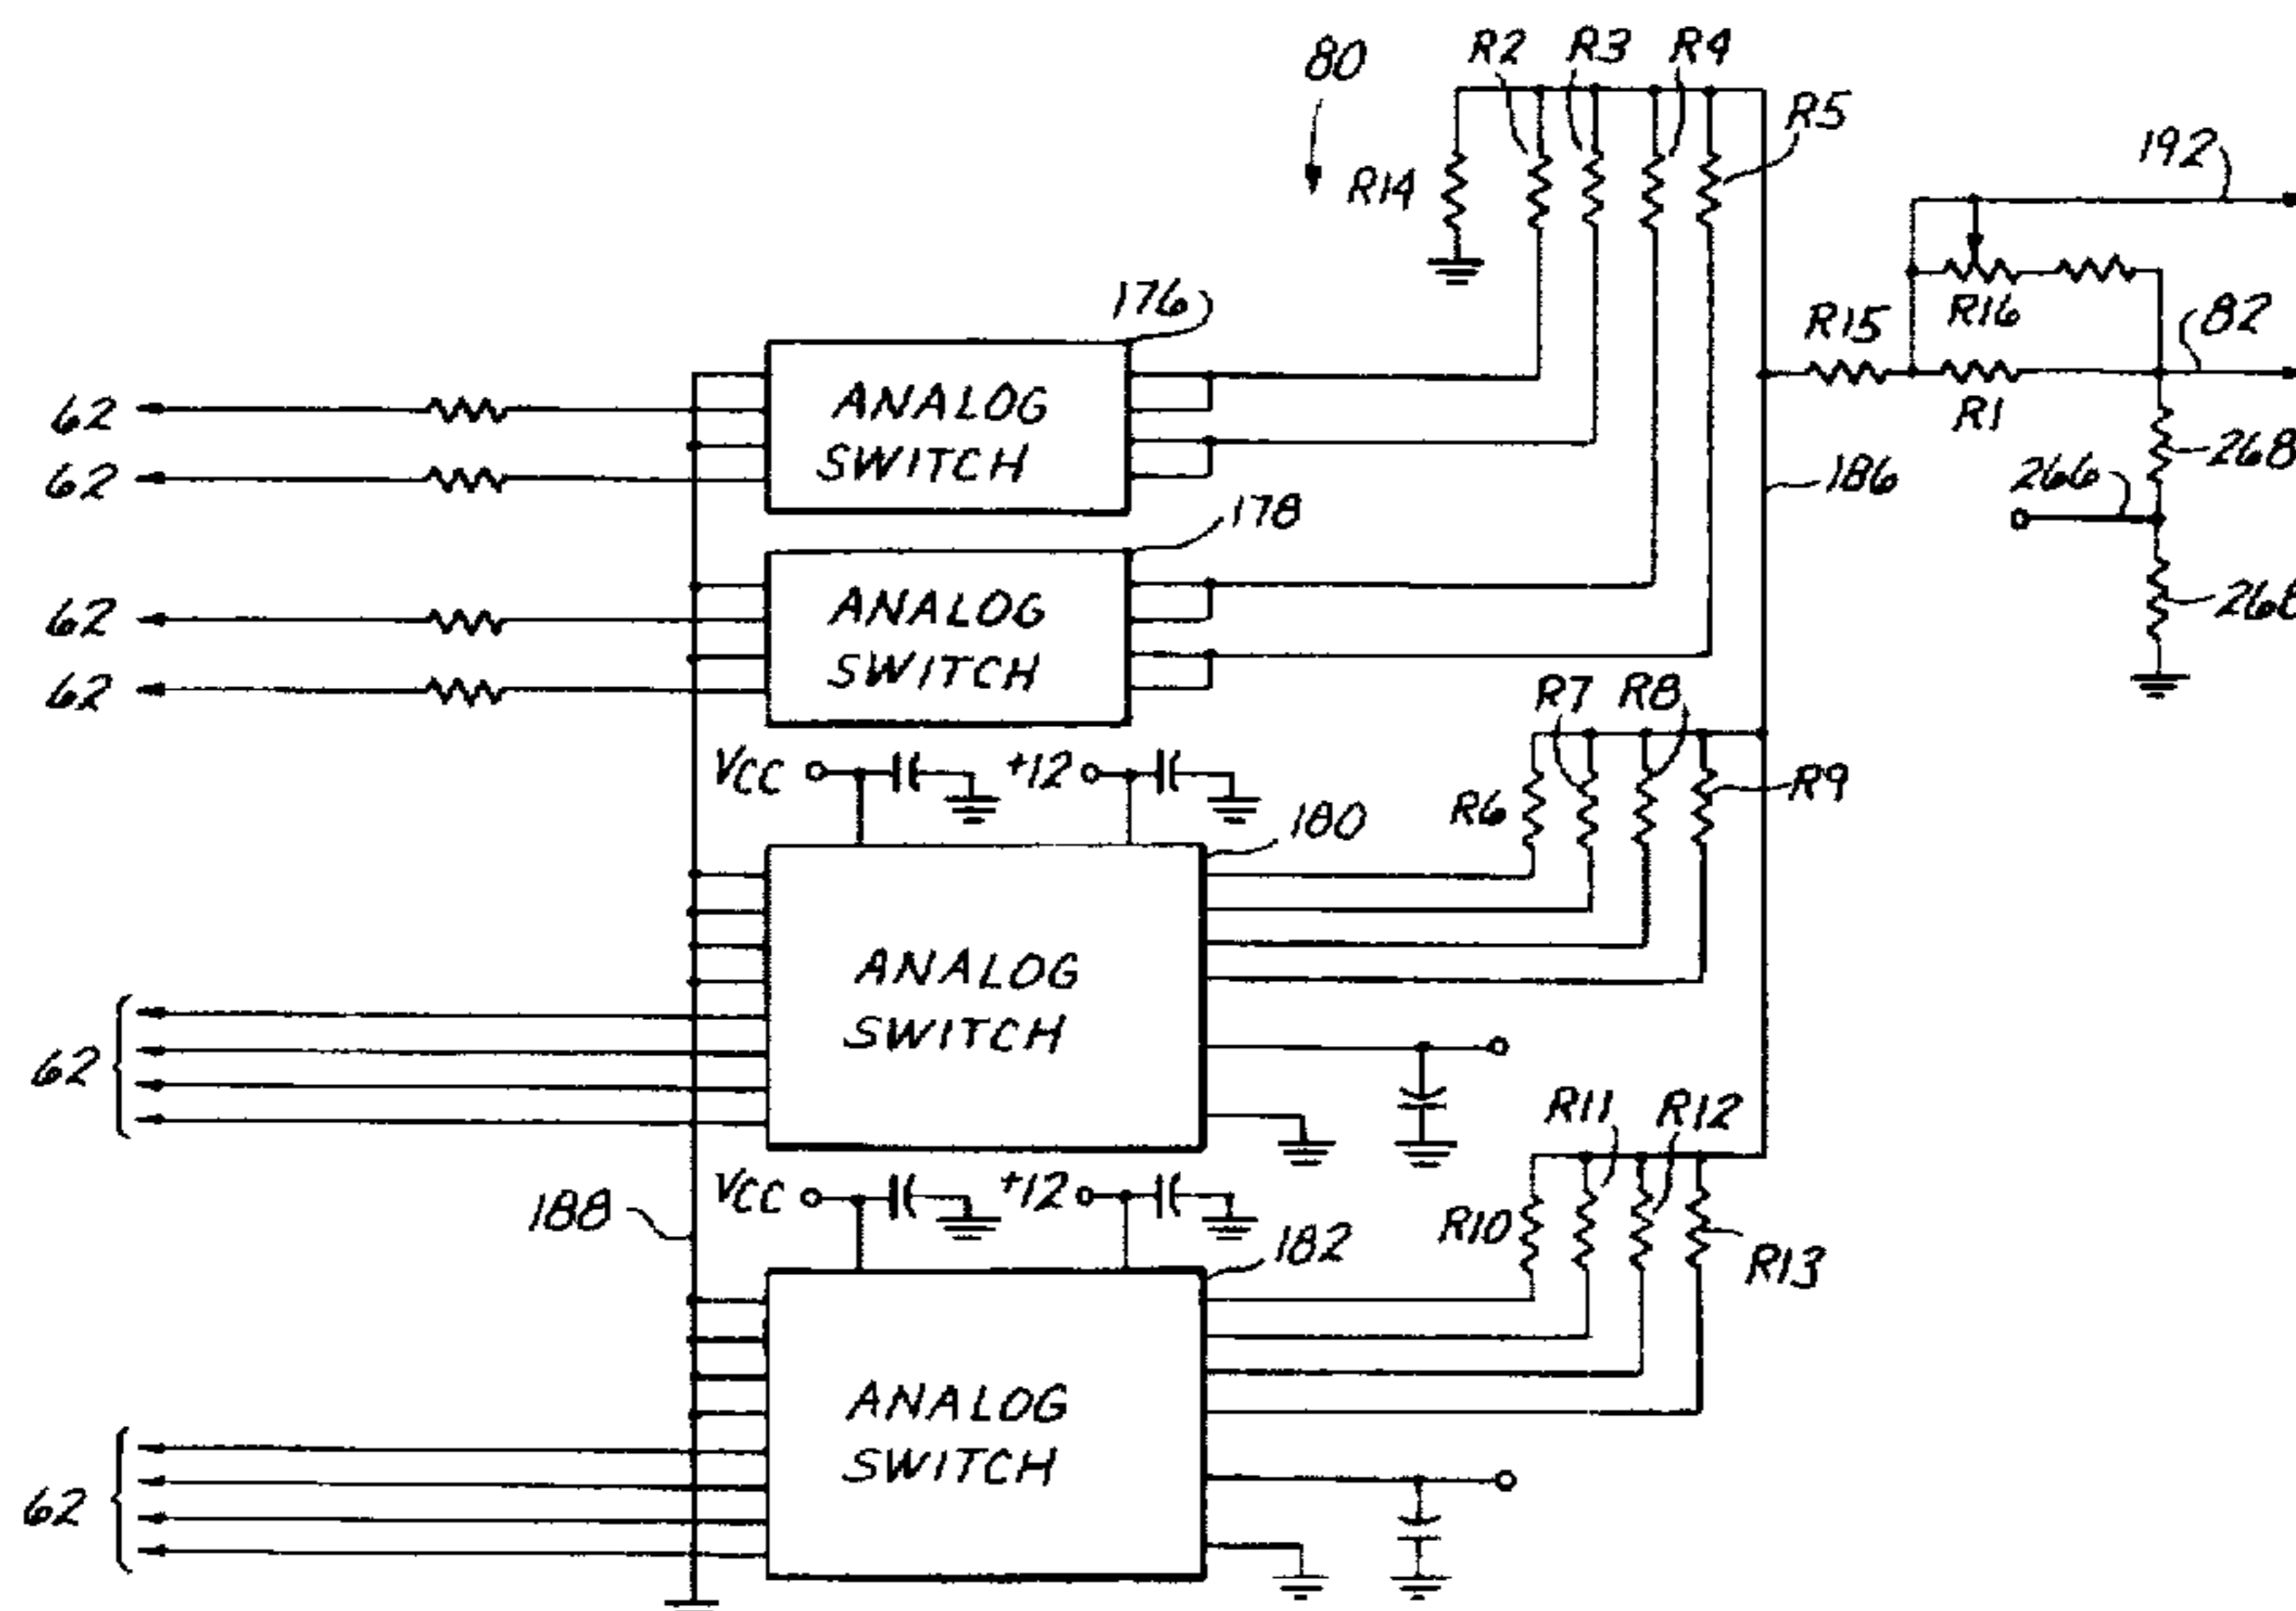 80
R2
R3
R4
R5
R14
192
176
R15
R16
82
62
ANALOG
SWITCH
R1
62
268
266
186
178
62
ANALOG
SWITCH
268
62
R7
R8
VCC
+12
R6
R9
180
ANALOG
SWITCH
62
R11
R12
188
VCC
+12
R10
182
R13
ANALOG
SWITCH
62